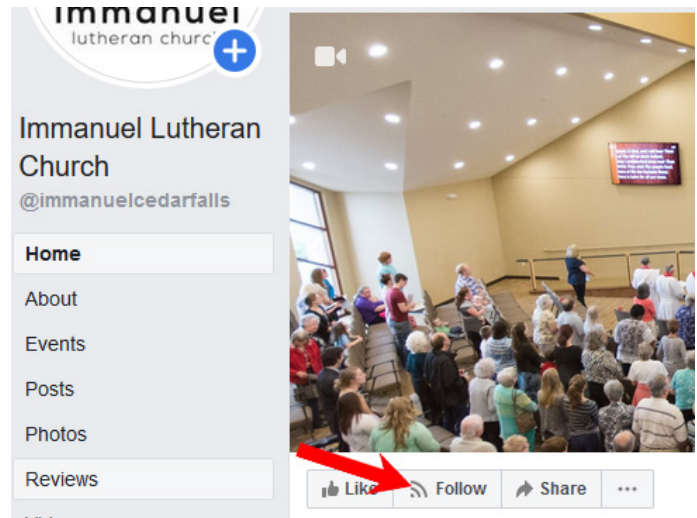 immanuel
lutheran church
Immanuel Lutheran
Church
@immanuelcedarfalls
Home
About
Events
Posts
Photos
Reviews
Like
Follow
Share